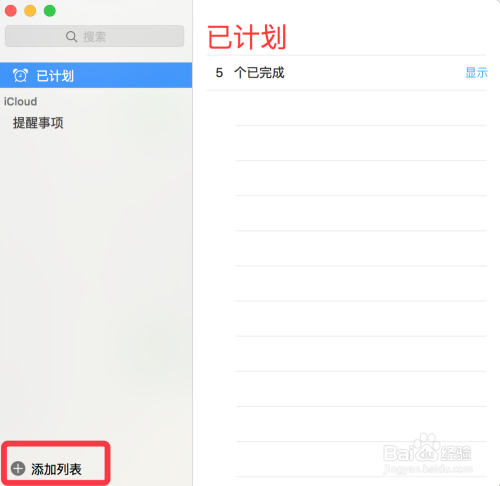 搜索
已计划
iCloud
提醒事项
添加列表
已计划
5 个已完成
显示
Baidu 经验
jingyan.baidu.com